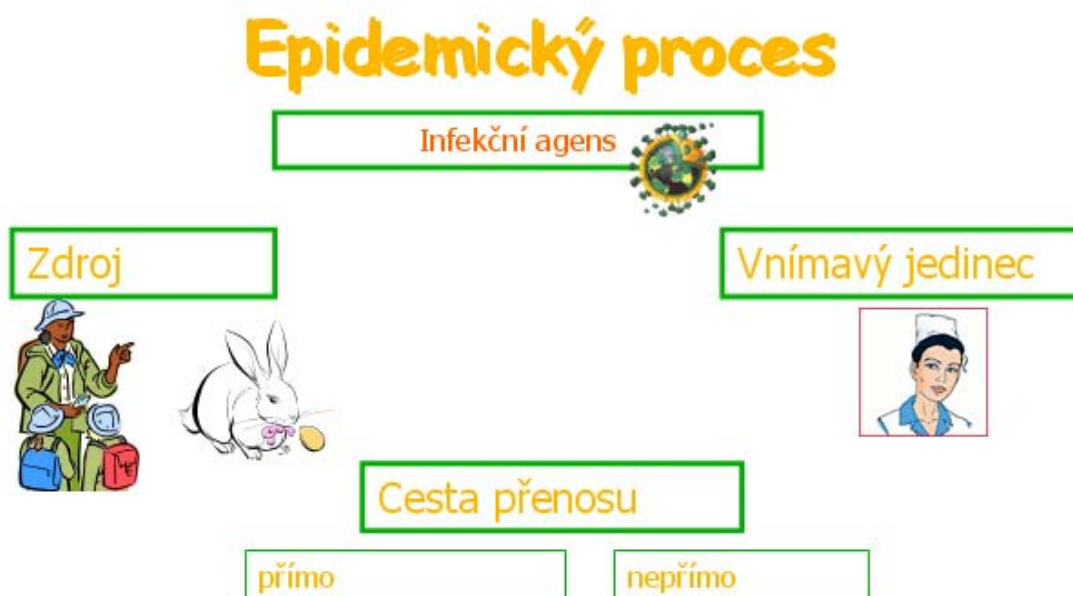 Epidemický proces
Infekční agens
Zdroj
Vnímavý jedinec
Cesta přenosu
přímo
nepřímo